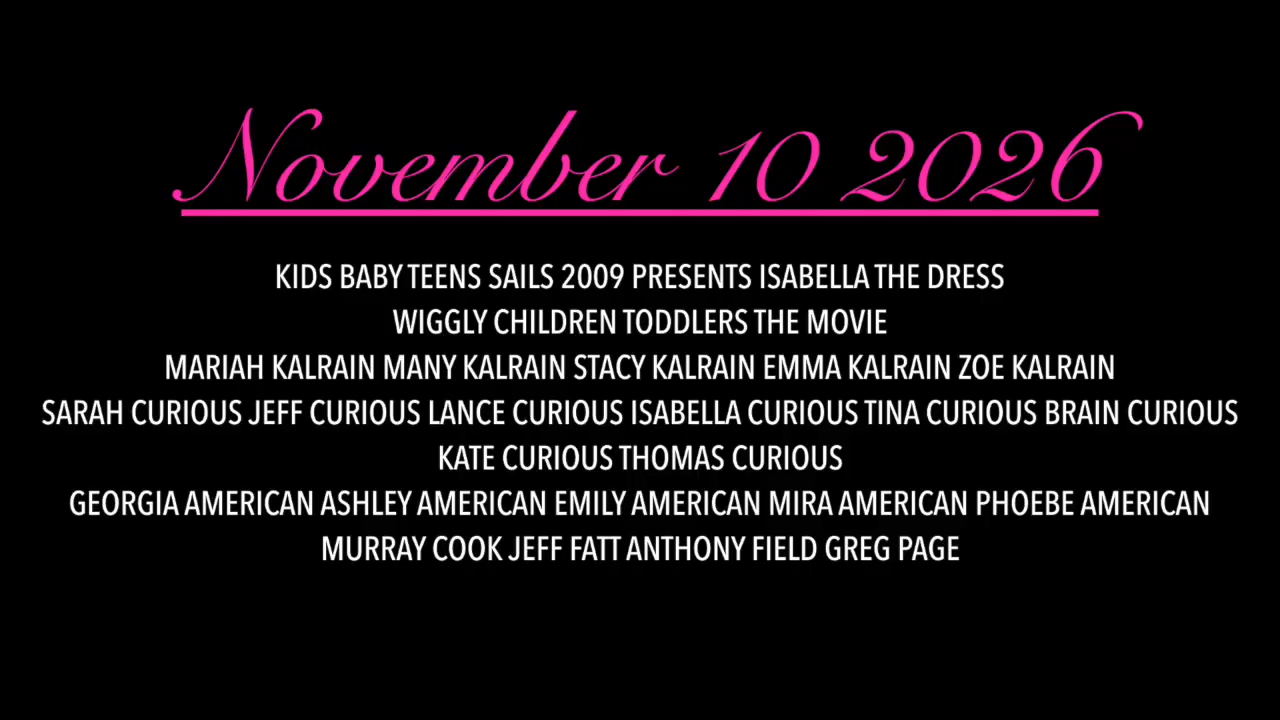 November 10 2026
KIDS BABY TEENS SAILS 2009 PRESENTS ISABELLA THE DRESS
WIGGLY CHILDREN TODDLERS THE MOVIE
MARIAH KALRAIN MANY KALRAIN STACY KALRAIN EMMA KALRAIN ZOE KALRAIN
SARAH CURIOUS JEFF CURIOUS LANCE CURIOUS ISABELLA CURIOUS TINA CURIOUS BRAIN CURIOUS
KATE CURIOUS THOMAS CURIOUS
GEORGIA AMERICAN ASHLEY AMERICAN EMILY AMERICAN MIRA AMERICAN PHOEBE AMERICAN
MURRAY COOK JEFF FATT ANTHONY FIELD GREG PAGE